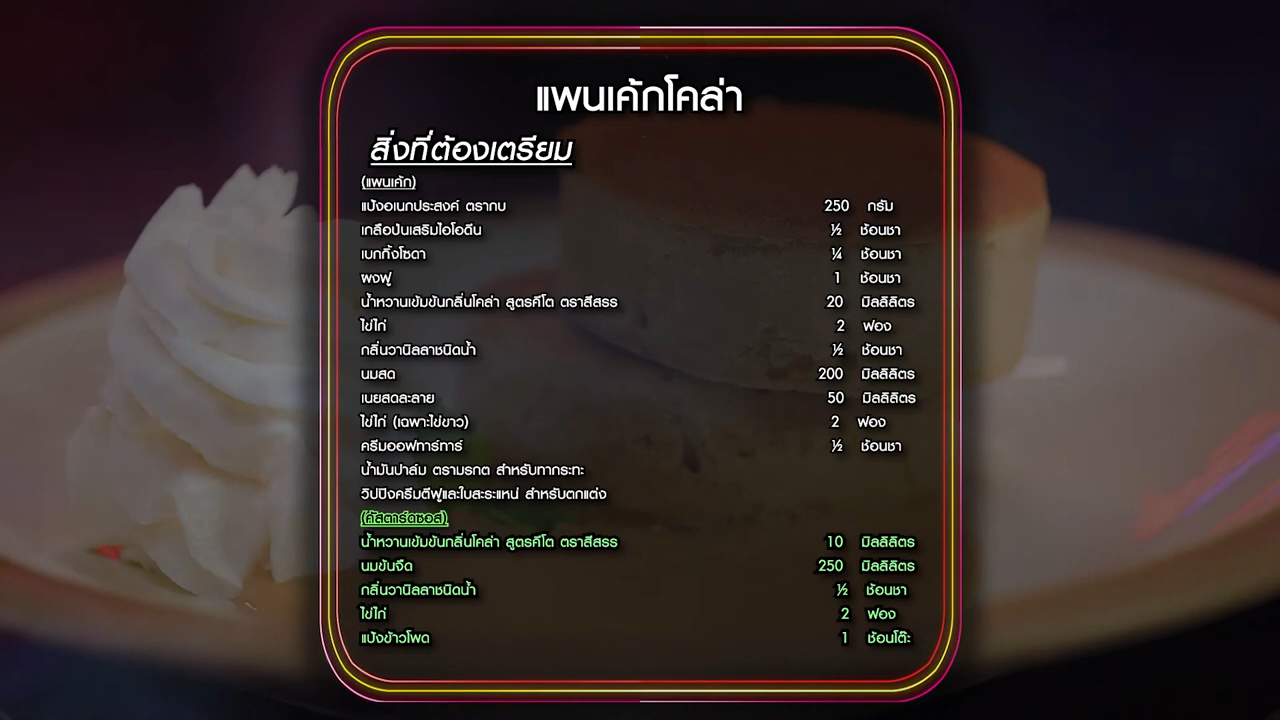 แพนเค้กโคล่า
สิ่งที่ต้องเตรียม
(แพนเค้ก)
แป้งอเนกประสงค์ ตรากบ 250 กรัม
เกลือป่นเสริมไอโอดีน ½ ช้อนชา
เบกกิ้งโซดา ¼ ช้อนชา
ผงฟู 1 ช้อนชา
น้ำหวานเข้มข้นกลิ่นโคล่า สูตรคีโต ตราสีสรร 20 มิลลิลิตร
ไข่ไก่ 2 ฟอง
กลิ่นวานิลลาชนิดน้ำ ½ ช้อนชา
นมสด 200 มิลลิลิตร
เนยสดละลาย 50 มิลลิลิตร
ไข่ไก่ (เฉพาะไข่ขาว) 2 ฟอง
ครีมออฟทาร์ทาร์ ½ ช้อนชา
น้ำมันปาล์ม ตรามรกต สำหรับทากระทะ
วิปปิงครีมตีฟูและใบสะระแหน่ สำหรับตกแต่ง
(คัสตาร์ดซอส)
น้ำหวานเข้มข้นกลิ่นโคล่า สูตรคีโต ตราสีสรร 10 มิลลิลิตร
นมข้นจืด 250 มิลลิลิตร
กลิ่นวานิลลาชนิดน้ำ ½ ช้อนชา
ไข่ไก่ 2 ฟอง
แป้งข้าวโพด 1 ช้อนโต๊ะ